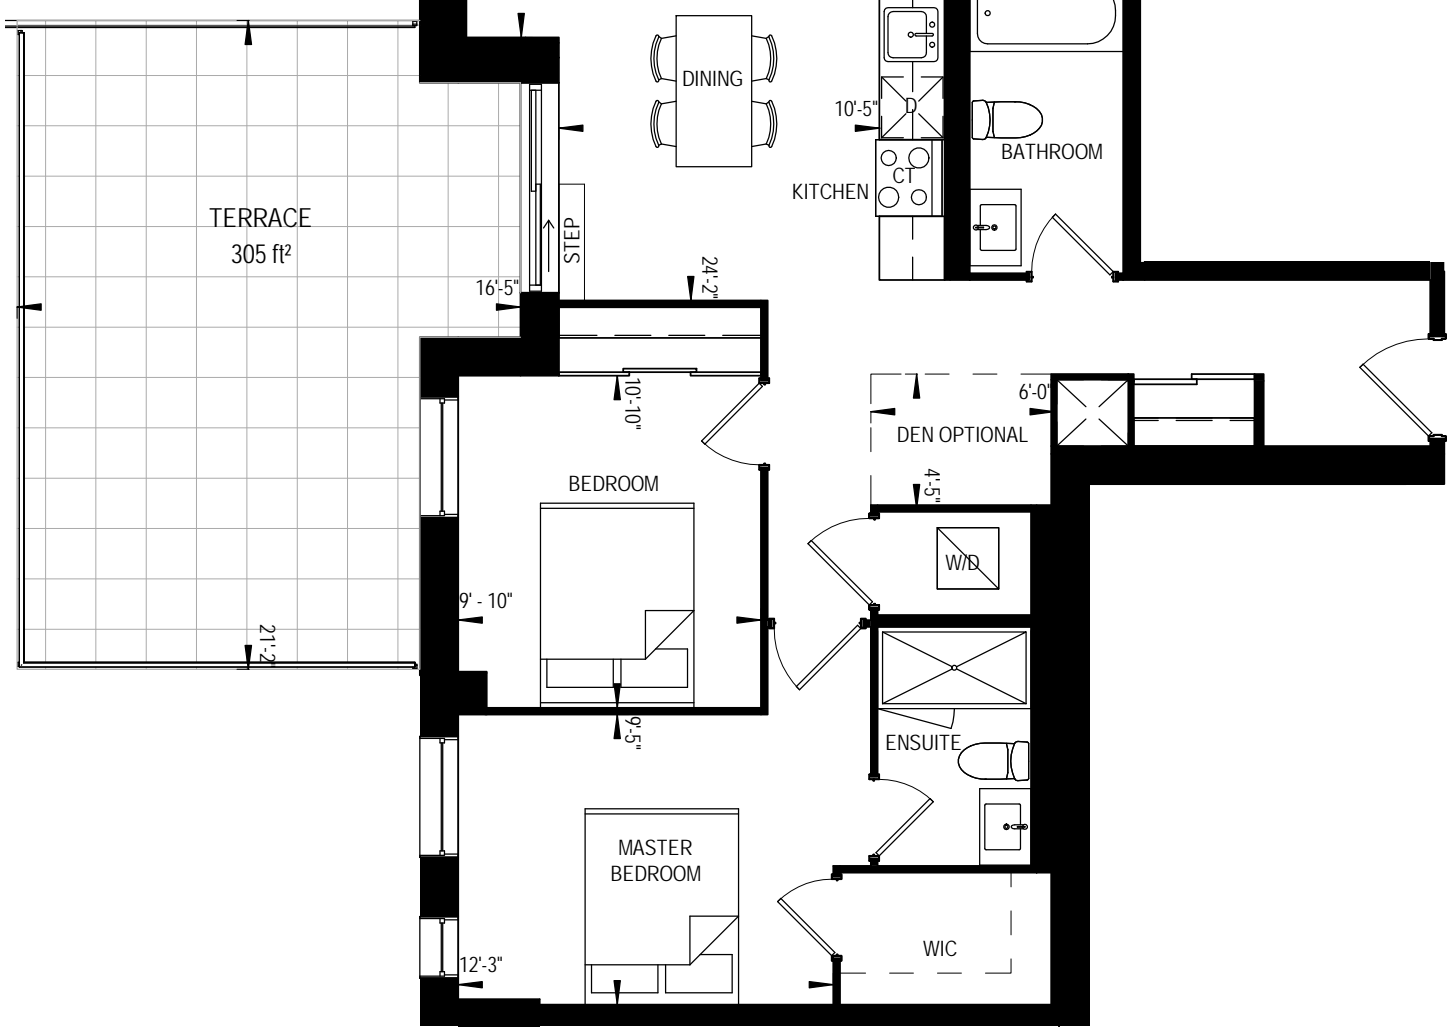 DINING
10'-5"
D
BATHROOM
CT
KITCHEN
TERRACE
305 ft²
STEP
16'-5"
24'-2"
10'-10"
6'-0"
DEN OPTIONAL
4'-5"
BEDROOM
W/D
9' - 10"
21'-2"
9'-5"
ENSUITE
MASTER
BEDROOM
WIC
12'-3"